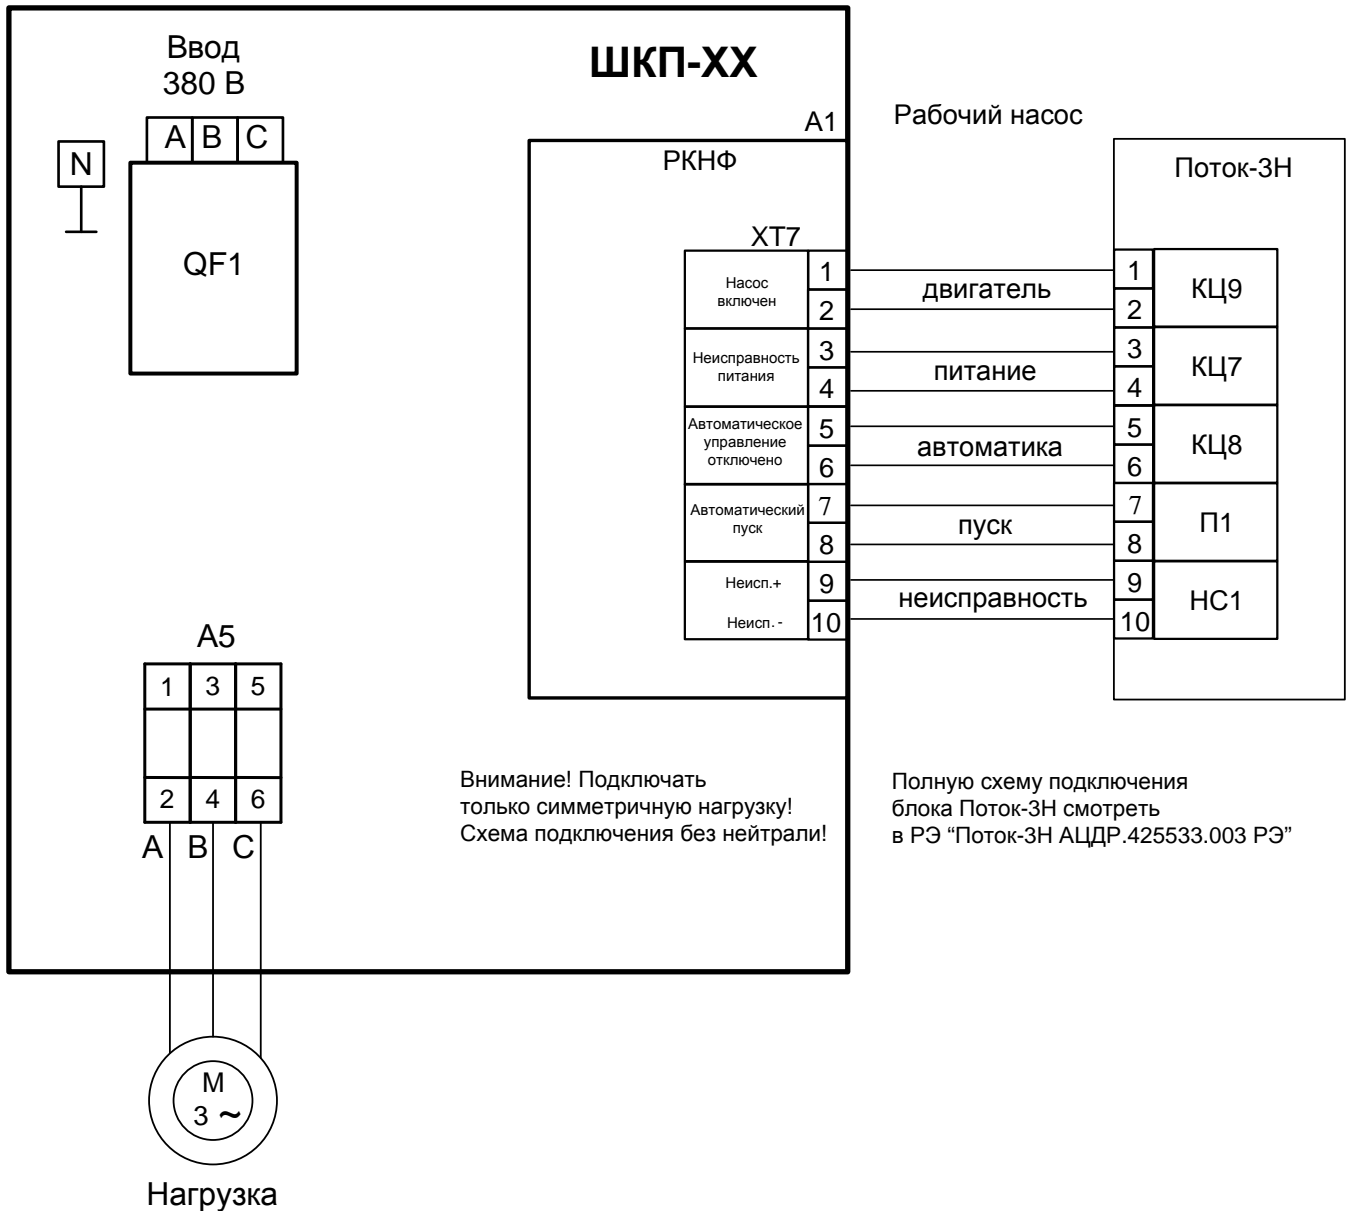 Ввод
380 В
ШКП-ХХ
A B C
N
QF1
A1
Рабочий насос
РКНФ
Поток-3Н
XT7
Насос
включен
1
2
двигатель
1
2
КЦ9
Неисправность
питания
3
4
питание
3
4
КЦ7
Автоматическое
управление
отключено
5
6
автоматика
5
6
КЦ8
Автоматический
пуск
7
8
пуск
7
8
П1
Неисп.+
Неисп.-
9
10
неисправность
9
10
НС1
A5
1 3 5
2 4 6
A B C
Внимание! Подключать
только симметричную нагрузку!
Схема подключения без нейтрали!
Полную схему подключения
блока Поток-3Н смотреть
в РЭ “Поток-3Н АЦДР.425533.003 РЭ”
М
3 ~
Нагрузка